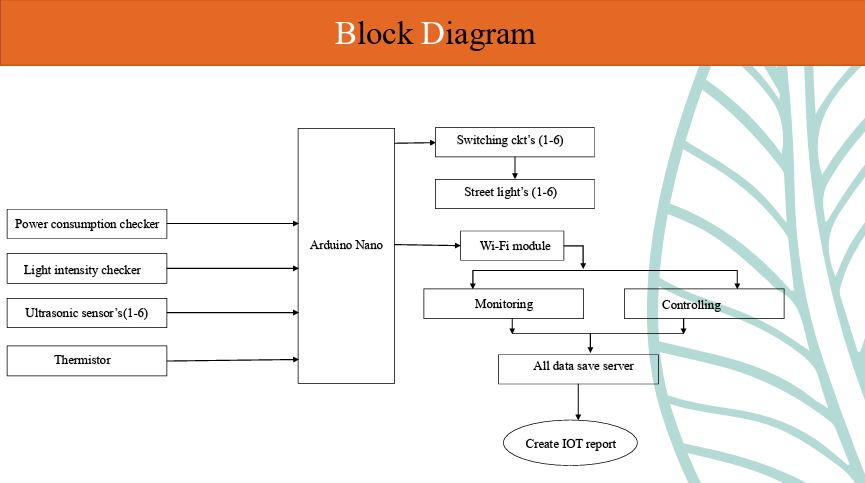 Block Diagram
Switching ckt's (1-6)
Street light's (1-6)
Power consumption checker
Arduino Nano
Wi-Fi module
Light intensity checker
Monitoring
Controlling
Ultrasonic sensor's(1-6)
Thermistor
All data save server
Create IOT report